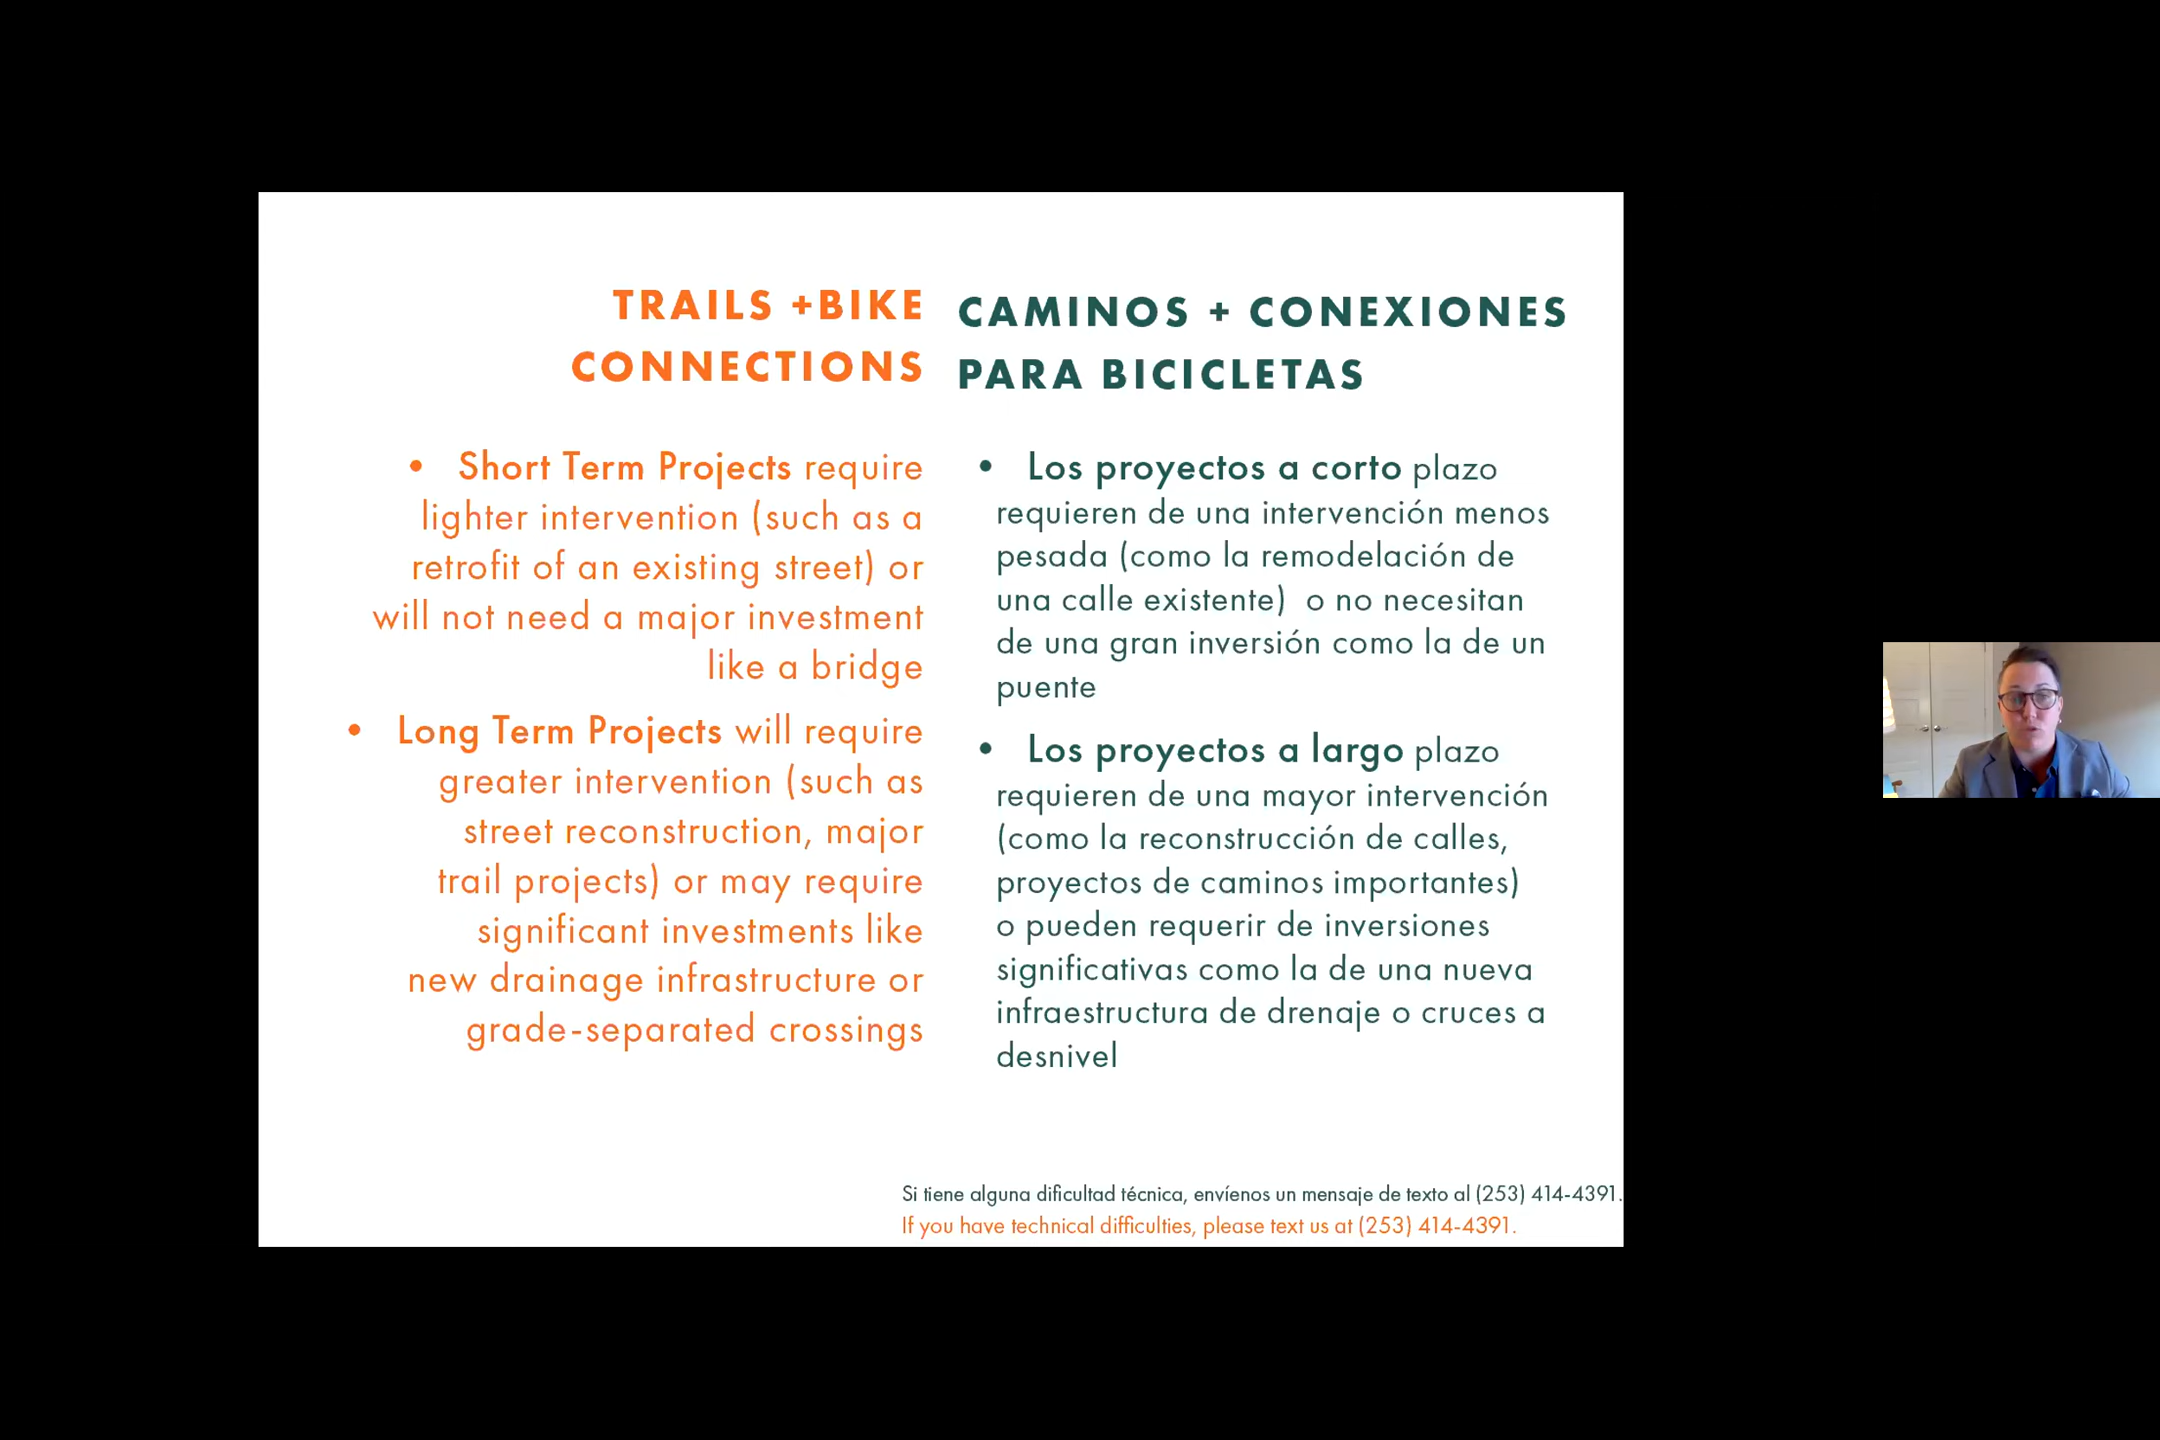 TRAILS +BIKE
CONNECTIONS
• Short Term Projects require
lighter intervention (such as a
retrofit of an existing street) or
will not need a major investment
like a bridge
• Long Term Projects will require
greater intervention (such as
street reconstruction, major
trail projects) or may require
significant investments like
new drainage infrastructure or
grade-separated crossings
CAMINOS + CONEXIONES
PARA BICICLETAS
• Los proyectos a corto plazo
requieren de una intervención menos
pesada (como la remodelación de
una calle existente) o no necesitan
de una gran inversión como la de un
puente
• Los proyectos a largo plazo
requieren de una mayor intervención
(como la reconstrucción de calles,
proyectos de caminos importantes)
o pueden requerir de inversiones
significativas como la de una nueva
infraestructura de drenaje o cruces a
desnivel
Si tiene alguna dificultad técnica, envíenos un mensaje de texto al (253) 414-4391.
If you have technical difficulties, please text us at (253) 414-4391.